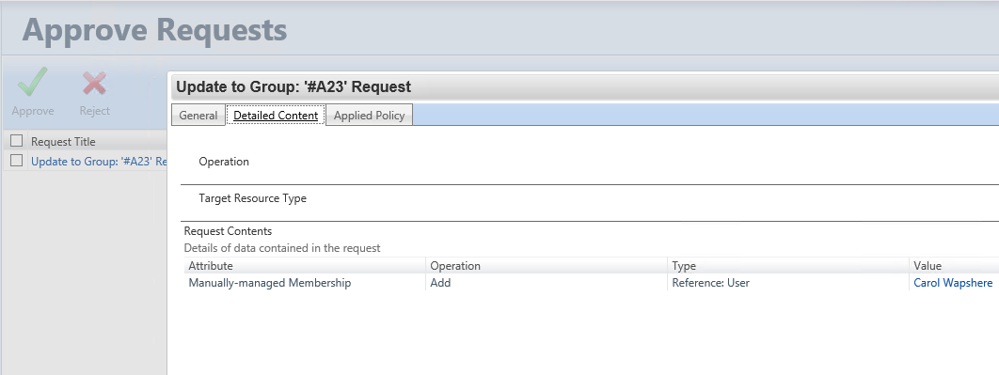 Approve Requests
Approve Reject
Request Title
Update to Group: '#A23' Re
Update to Group: '#A23' Request
General Detailed Content Applied Policy
Operation
Target Resource Type
Request Contents
Details of data contained in the request
Attribute Operation Type Value
Manually-managed Membership Add Reference: User Carol Wapshere